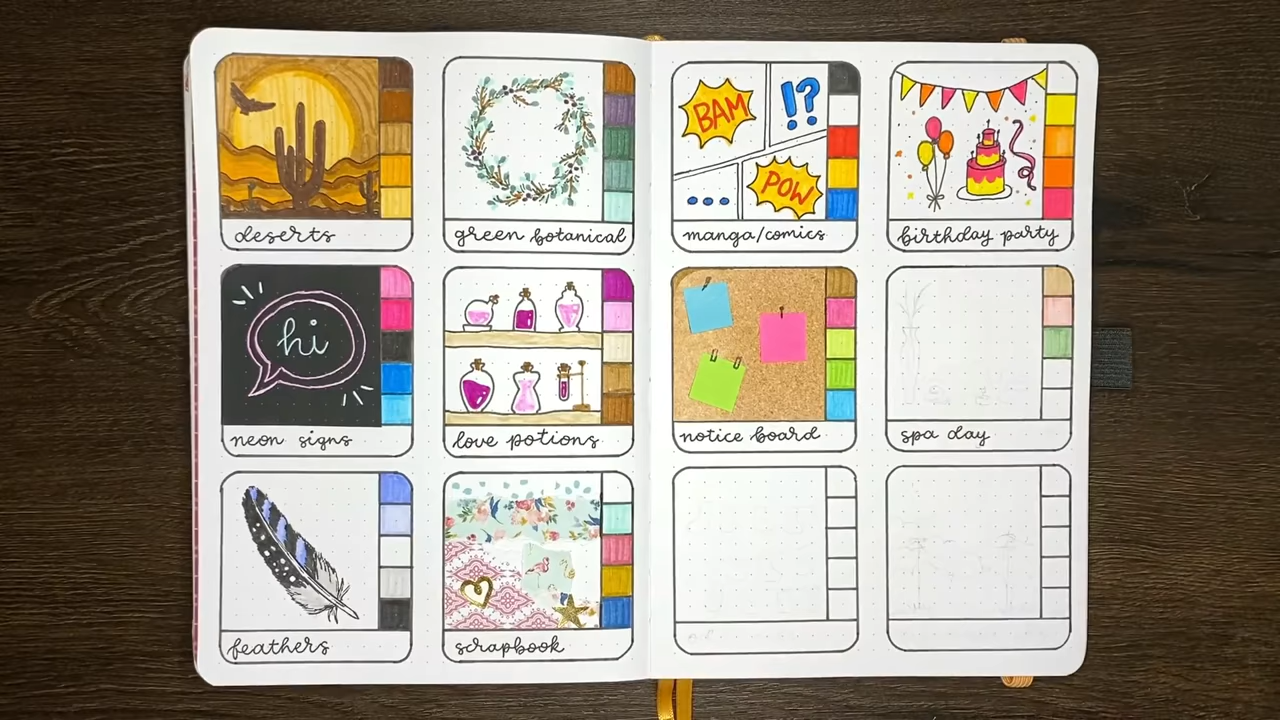 deserts
green botanical
BAM
!?
...
POW
manga/comics
birthday party
hi
neon signs
love potions
notice board
spa day
feathers
scrapbook